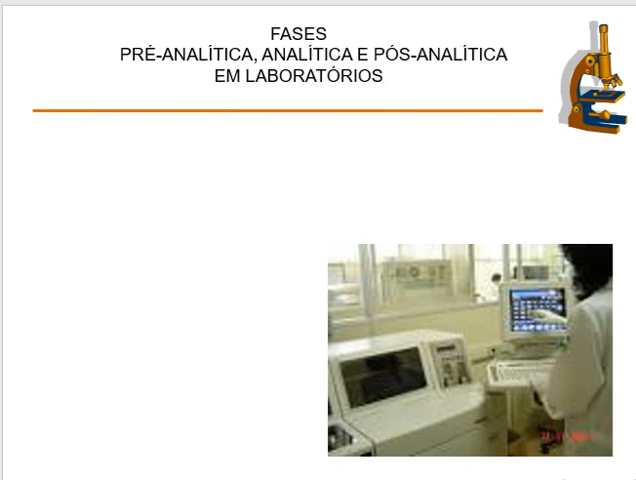 FASES
PRÉ-ANALÍTICA, ANALÍTICA E PÓS-ANALÍTICA
EM LABORATÓRIOS